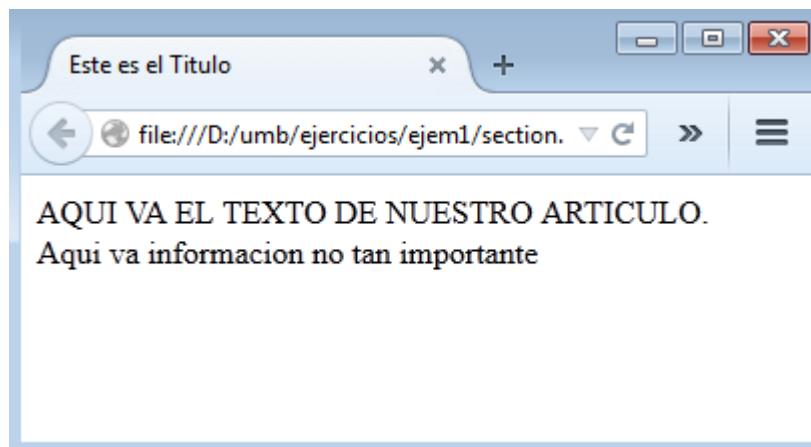 Este es el Titulo
file:///D:/umb/ejercicios/ejem1/section.
AQUI VA EL TEXTO DE NUESTRO ARTICULO.
Aqui va informacion no tan importante